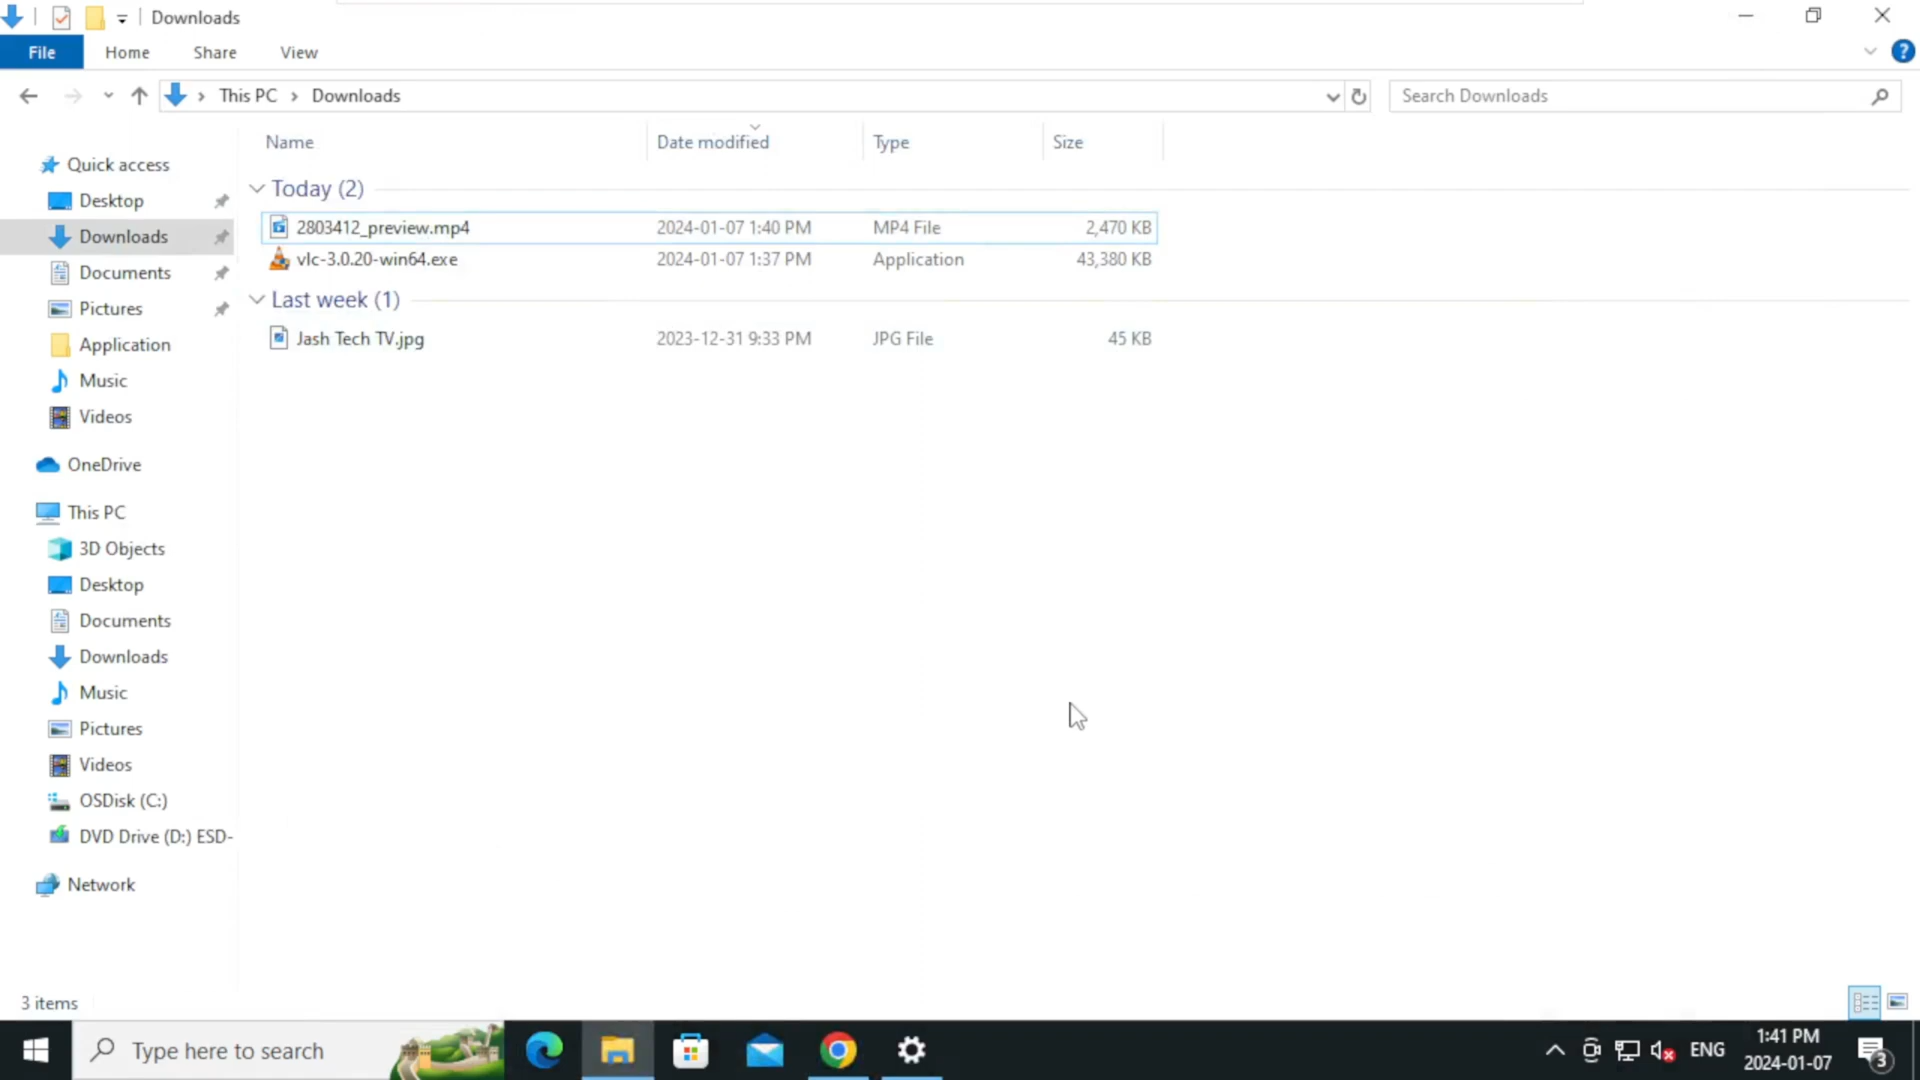 Downloads
File Home Share View
This PC Downloads
Search Downloads
Name Date modified Type Size
Quick access
Desktop
Downloads
Documents
Pictures
Application
Music
Videos
OneDrive
This PC
3D Objects
Desktop
Documents
Downloads
Music
Pictures
Videos
OSDisk (C:)
DVD Drive (D:) ESD-
Network
Today (2)
2803412_preview.mp4 2024-01-07 1:40 PM MP4 File 2,470 KB
vlc-3.0.20-win64.exe 2024-01-07 1:37 PM Application 43,380 KB
Last week (1)
Jash Tech TV.jpg 2023-12-31 9:33 PM JPG File 45 KB
3 items
Type here to search
ENG
1:41 PM
2024-01-07
3